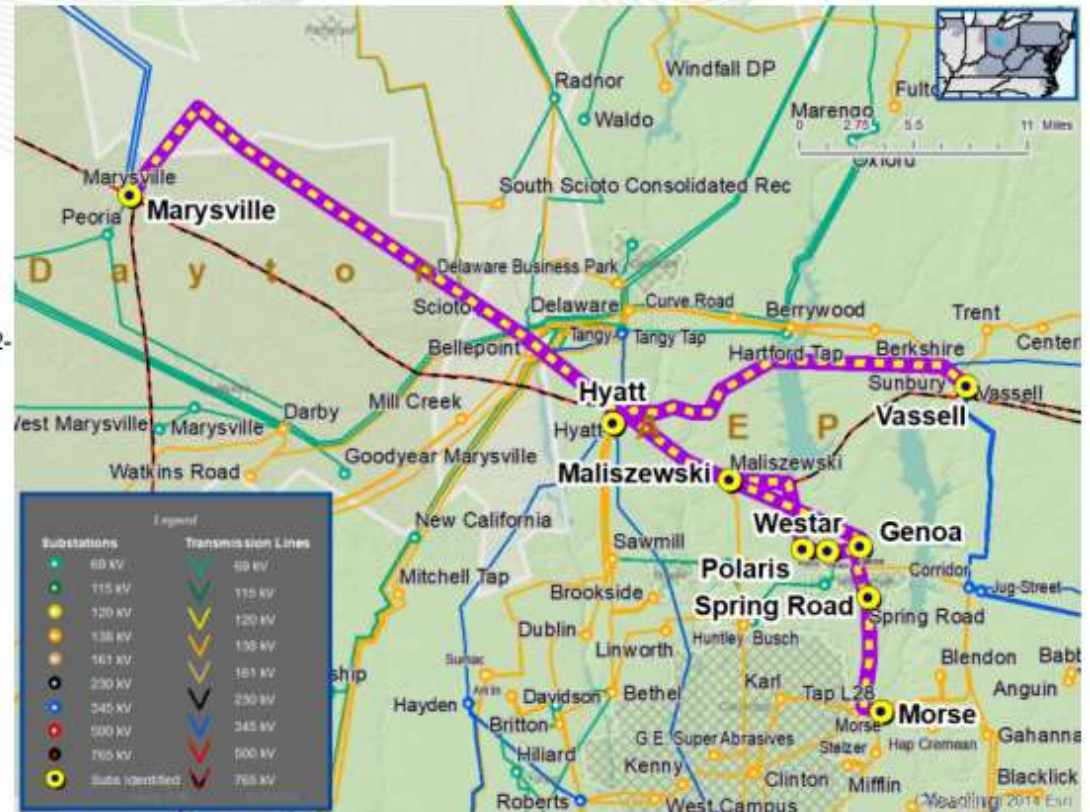 Radnor
Windfall DP
Waldo
Marengo
0 2.75 5.5 11 Miles
Oxford
Marysville
South Scioto Consolidated Rec
Peoria
Marysville
D a y t o n
Delaware Business Park
Scioto
Delaware
Curve Road
Berrywood
Trent
2-
Bellepoint
Tangy
Tangy Tap
Hartford Tap
Berkshire
Center
Hyatt
Sunbury
Vassell
Vassell
Hyatt
A E P
Mill Creek
Darby
West Marysville
Marysville
Goodyear Marysville
Watkins Road
Maliszewski
Maliszewski
Westar
Genoa
New California
Sawmill
Polaris
Corridor
Jug-Street
Mitchell Tap
Brookside
Spring Road
Spring Road
Dublin
Linworth
Huntley Busch
Blendon
Babb
Sumac
Karl
Tap L28
Anguin
Hayden
Davidson
Bethel
Morse
Morse
Britton
G.E. Super Abrasives
Stelzer
Hap Cremean
Gahanna
Hilliard
Kenny
Clinton
Mifflin
Blacklick
Roberts
West Campus
Yearling
2014 Esri
ship
Legend
Substations
Transmission Lines
69 kV
69 kV
115 kV
115 kV
120 kV
120 kV
138 kV
138 kV
161 kV
161 kV
230 kV
230 kV
345 kV
345 kV
500 kV
500 kV
765 kV
765 kV
Subs Identified